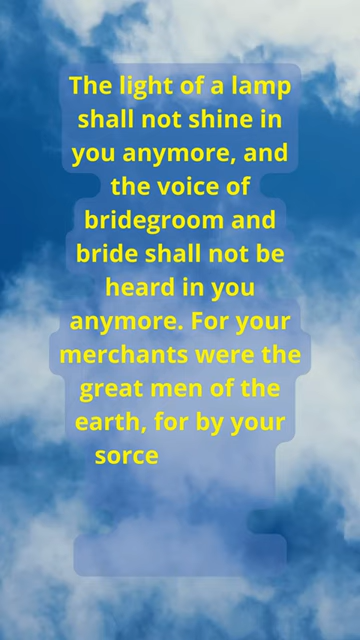 The light of a lamp
shall not shine in
you anymore, and
the voice of
bridegroom and
bride shall not be
heard in you
anymore. For your
merchants were the
great men of the
earth, for by your
sorce